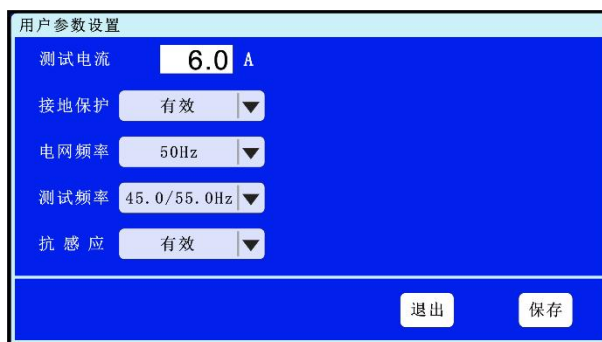 用户参数设置
测试电流 6.0 A
接地保护 有效
电网频率 50Hz
测试频率 45.0/55.0Hz
抗感应 有效
退出 保存